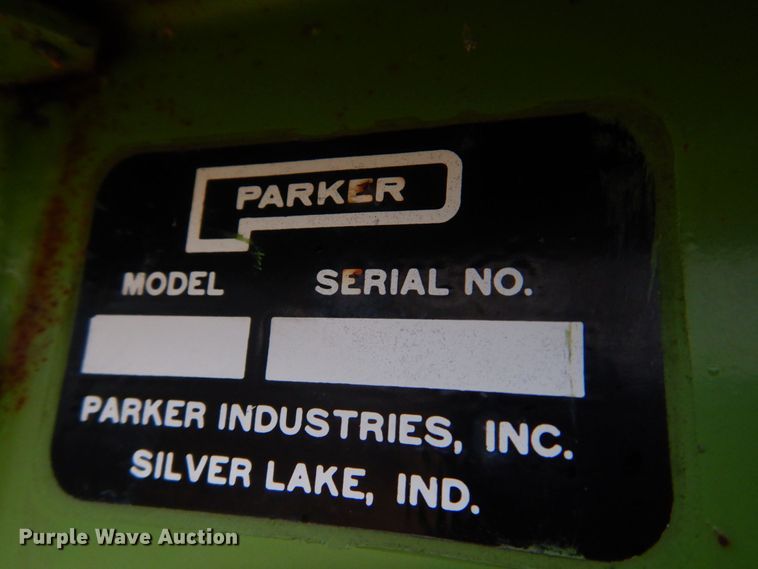 PARKER
MODEL SERIAL NO.
PARKER INDUSTRIES, INC.
SILVER LAKE, IND.
Purple Wave Auction